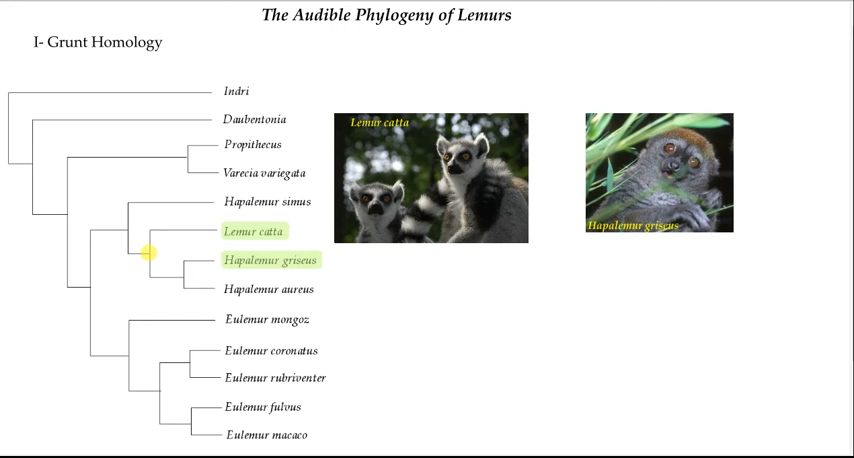 The Audible Phylogeny of Lemurs
I- Grunt Homology
Indri
Daubentonia
Propithecus
Varecia variegata
Hapalemur simus
Lemur catta
Hapalemur griseus
Hapalemur aureus
Eulemur mongoz
Eulemur coronatus
Eulemur rubriventer
Eulemur fulvus
Eulemur macaco
Lemur catta
Hapalemur griseus